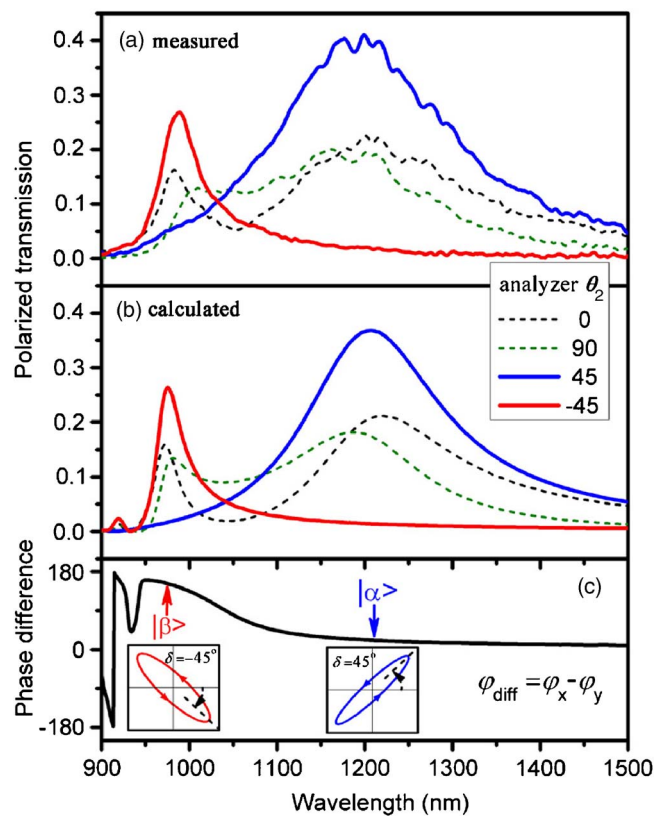 (a) measured
0.4
0.3
0.2
0.1
0.0
Polarized transmission
analyzer θ₂
0
90
45
-45
(b) calculated
0.4
0.3
0.2
0.1
0.0
(c)
180
0
-180
Phase difference
|β>
|α>
δ=-45°
δ=45°
φdiff =φx-φy
900 1000 1100 1200 1300 1400 1500
Wavelength (nm)